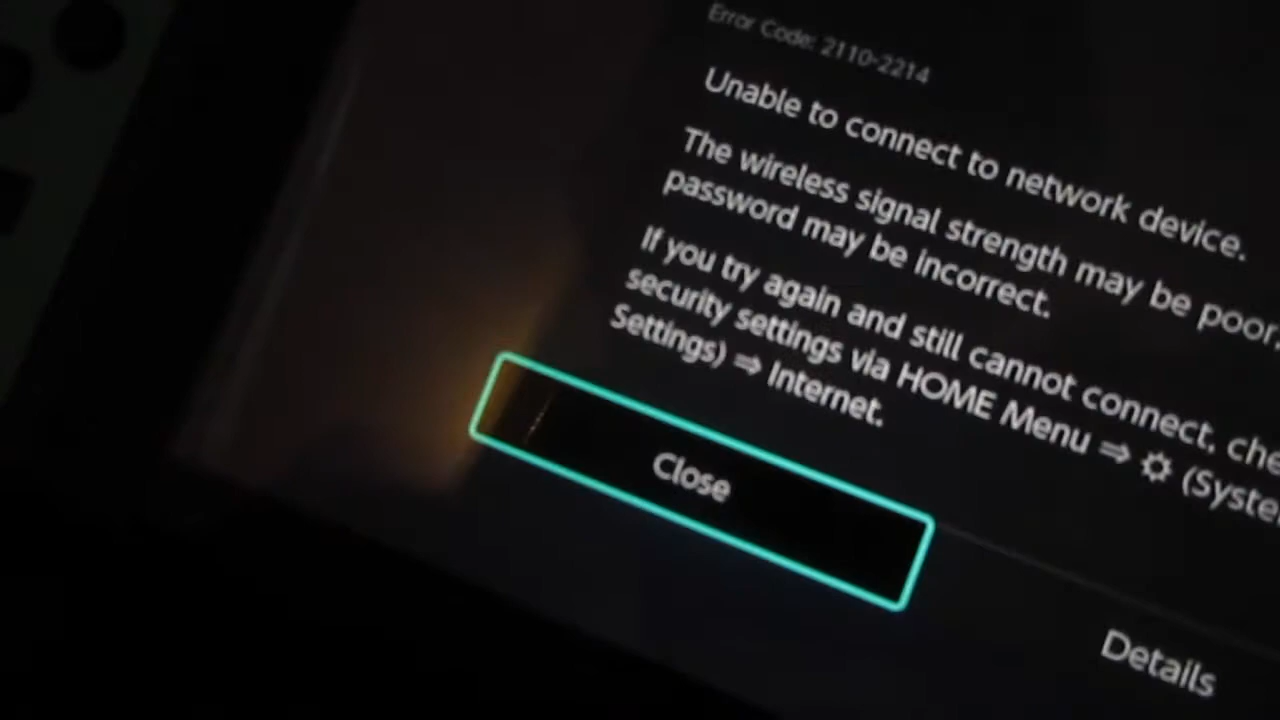 Error Code: 2110-2214
Unable to connect to network device.
The wireless signal strength may be poor,
password may be incorrect.
If you try again and still cannot connect, che
security settings via HOME Menu ⇒ (Syste
Settings) ⇒ Internet.
Close
Details